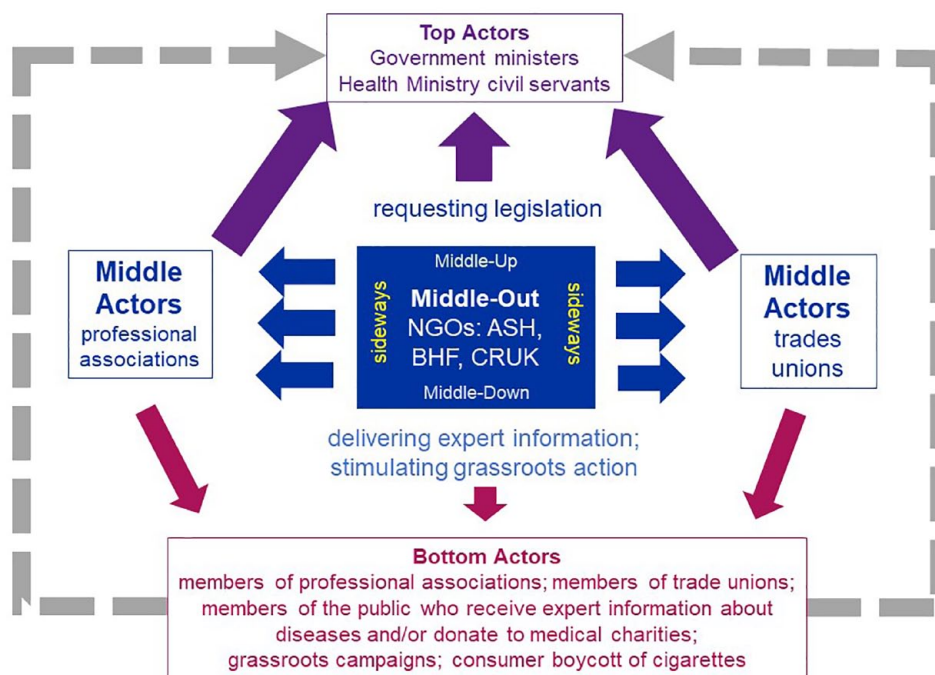 Top Actors
Government ministers
Health Ministry civil servants
requesting legislation
Middle
Actors
professional
associations
sideways
Middle-Up
Middle-Out
NGOs: ASH,
BHF, CRUK
Middle-Down
sideways
Middle
Actors
trades
unions
delivering expert information;
stimulating grassroots action
Bottom Actors
members of professional associations; members of trade unions;
members of the public who receive expert information about
diseases and/or donate to medical charities;
grassroots campaigns; consumer boycott of cigarettes